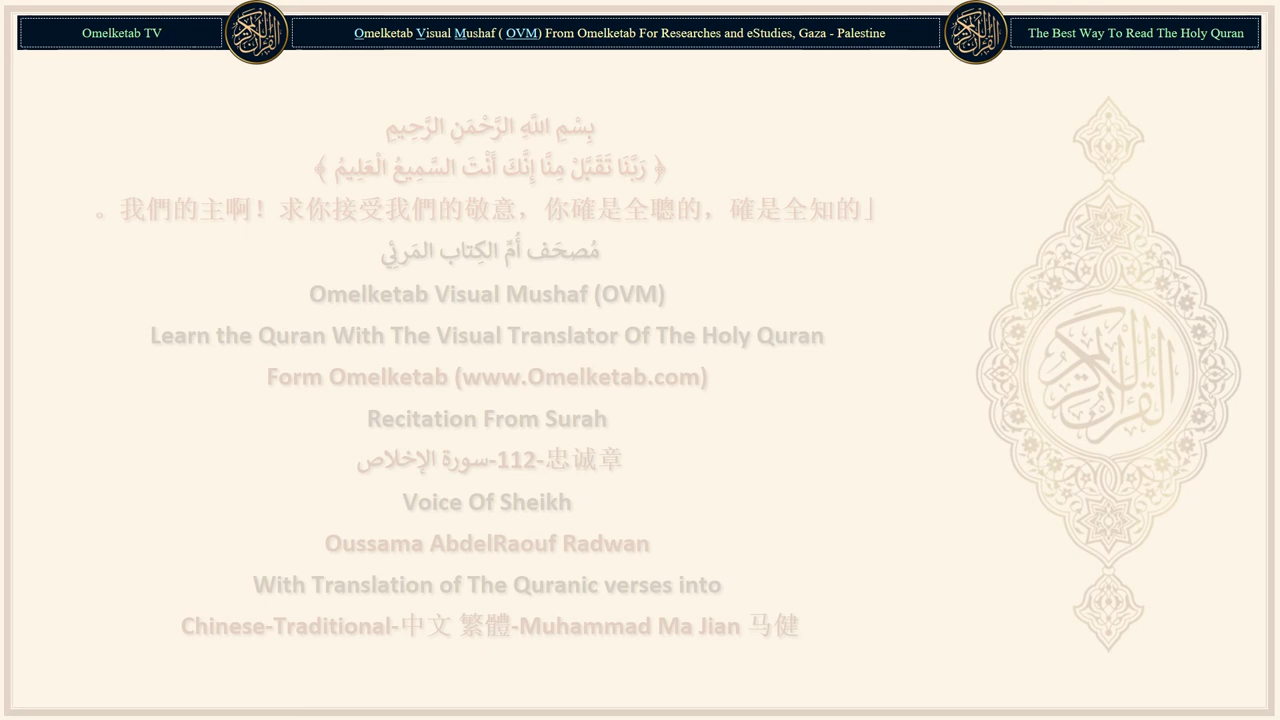 Omelketab TV
Omelketab Visual Mushaf ( OVM) From Omelketab For Researches and eStudies, Gaza - Palestine
The Best Way To Read The Holy Quran
بِسْمِ اللَّهِ الرَّحْمَنِ الرَّحِيمِ
﴿ رَبَّنَا تَقَبَّلْ مِنَّا إِنَّكَ أَنْتَ السَّمِيعُ الْعَلِيمُ ﴾
。我們的主啊！求你接受我們的敬意，你確是全聰的，確是全知的」
مُصحَف أُمِّ الكِتاب المَرئِي
Omelketab Visual Mushaf (OVM)
Learn the Quran With The Visual Translator Of The Holy Quran
Form Omelketab (www.Omelketab.com)
Recitation From Surah
سورة الإخلاص-112-忠诚章
Voice Of Sheikh
Oussama AbdelRaouf Radwan
With Translation of The Quranic verses into
Chinese-Traditional-中文 繁體-Muhammad Ma Jian 马健
القرآن الكريم